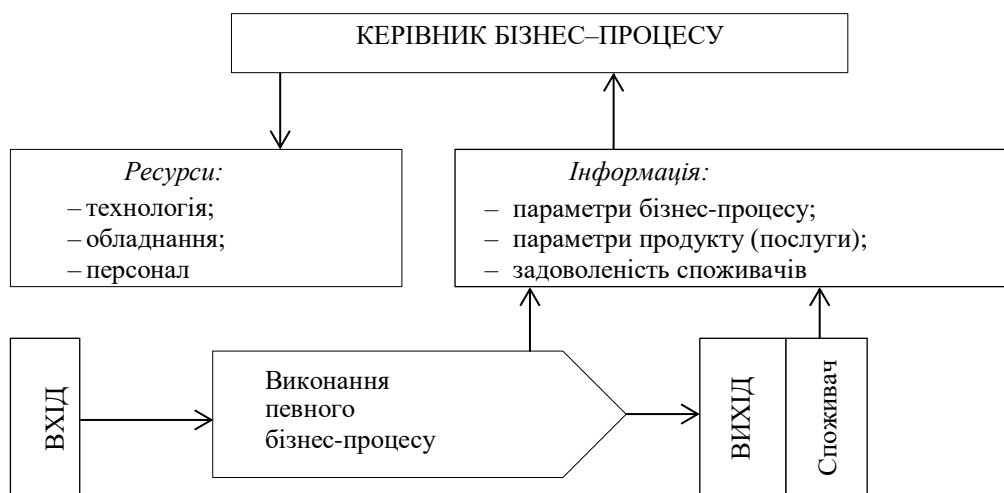 КЕРІВНИК БІЗНЕС–ПРОЦЕСУ
Ресурси:
– технологія;
– обладнання;
– персонал
Інформація:
– параметри бізнес-процесу;
– параметри продукту (послуги);
– задоволеність споживачів
ВХІД
Виконання
певного
бізнес-процесу
ВИХІД
Споживач